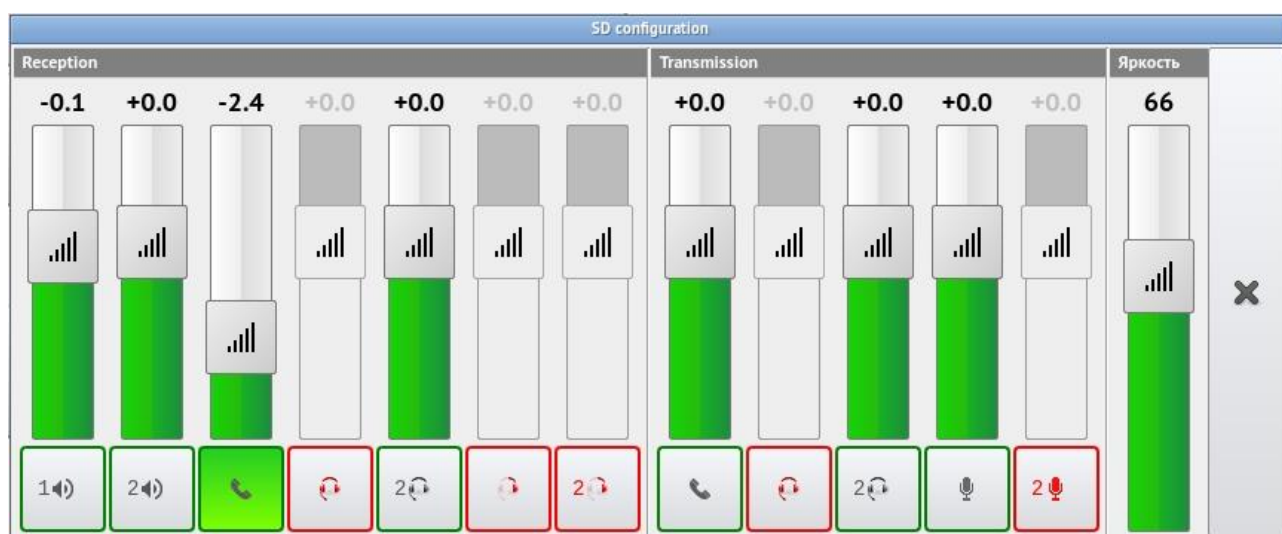 SD configuration
Reception Transmission Яркость
-0.1 +0.0 -2.4 +0.0 +0.0 +0.0 +0.0 +0.0 +0.0 +0.0 +0.0 +0.0 66
1 2 2 2 2 2